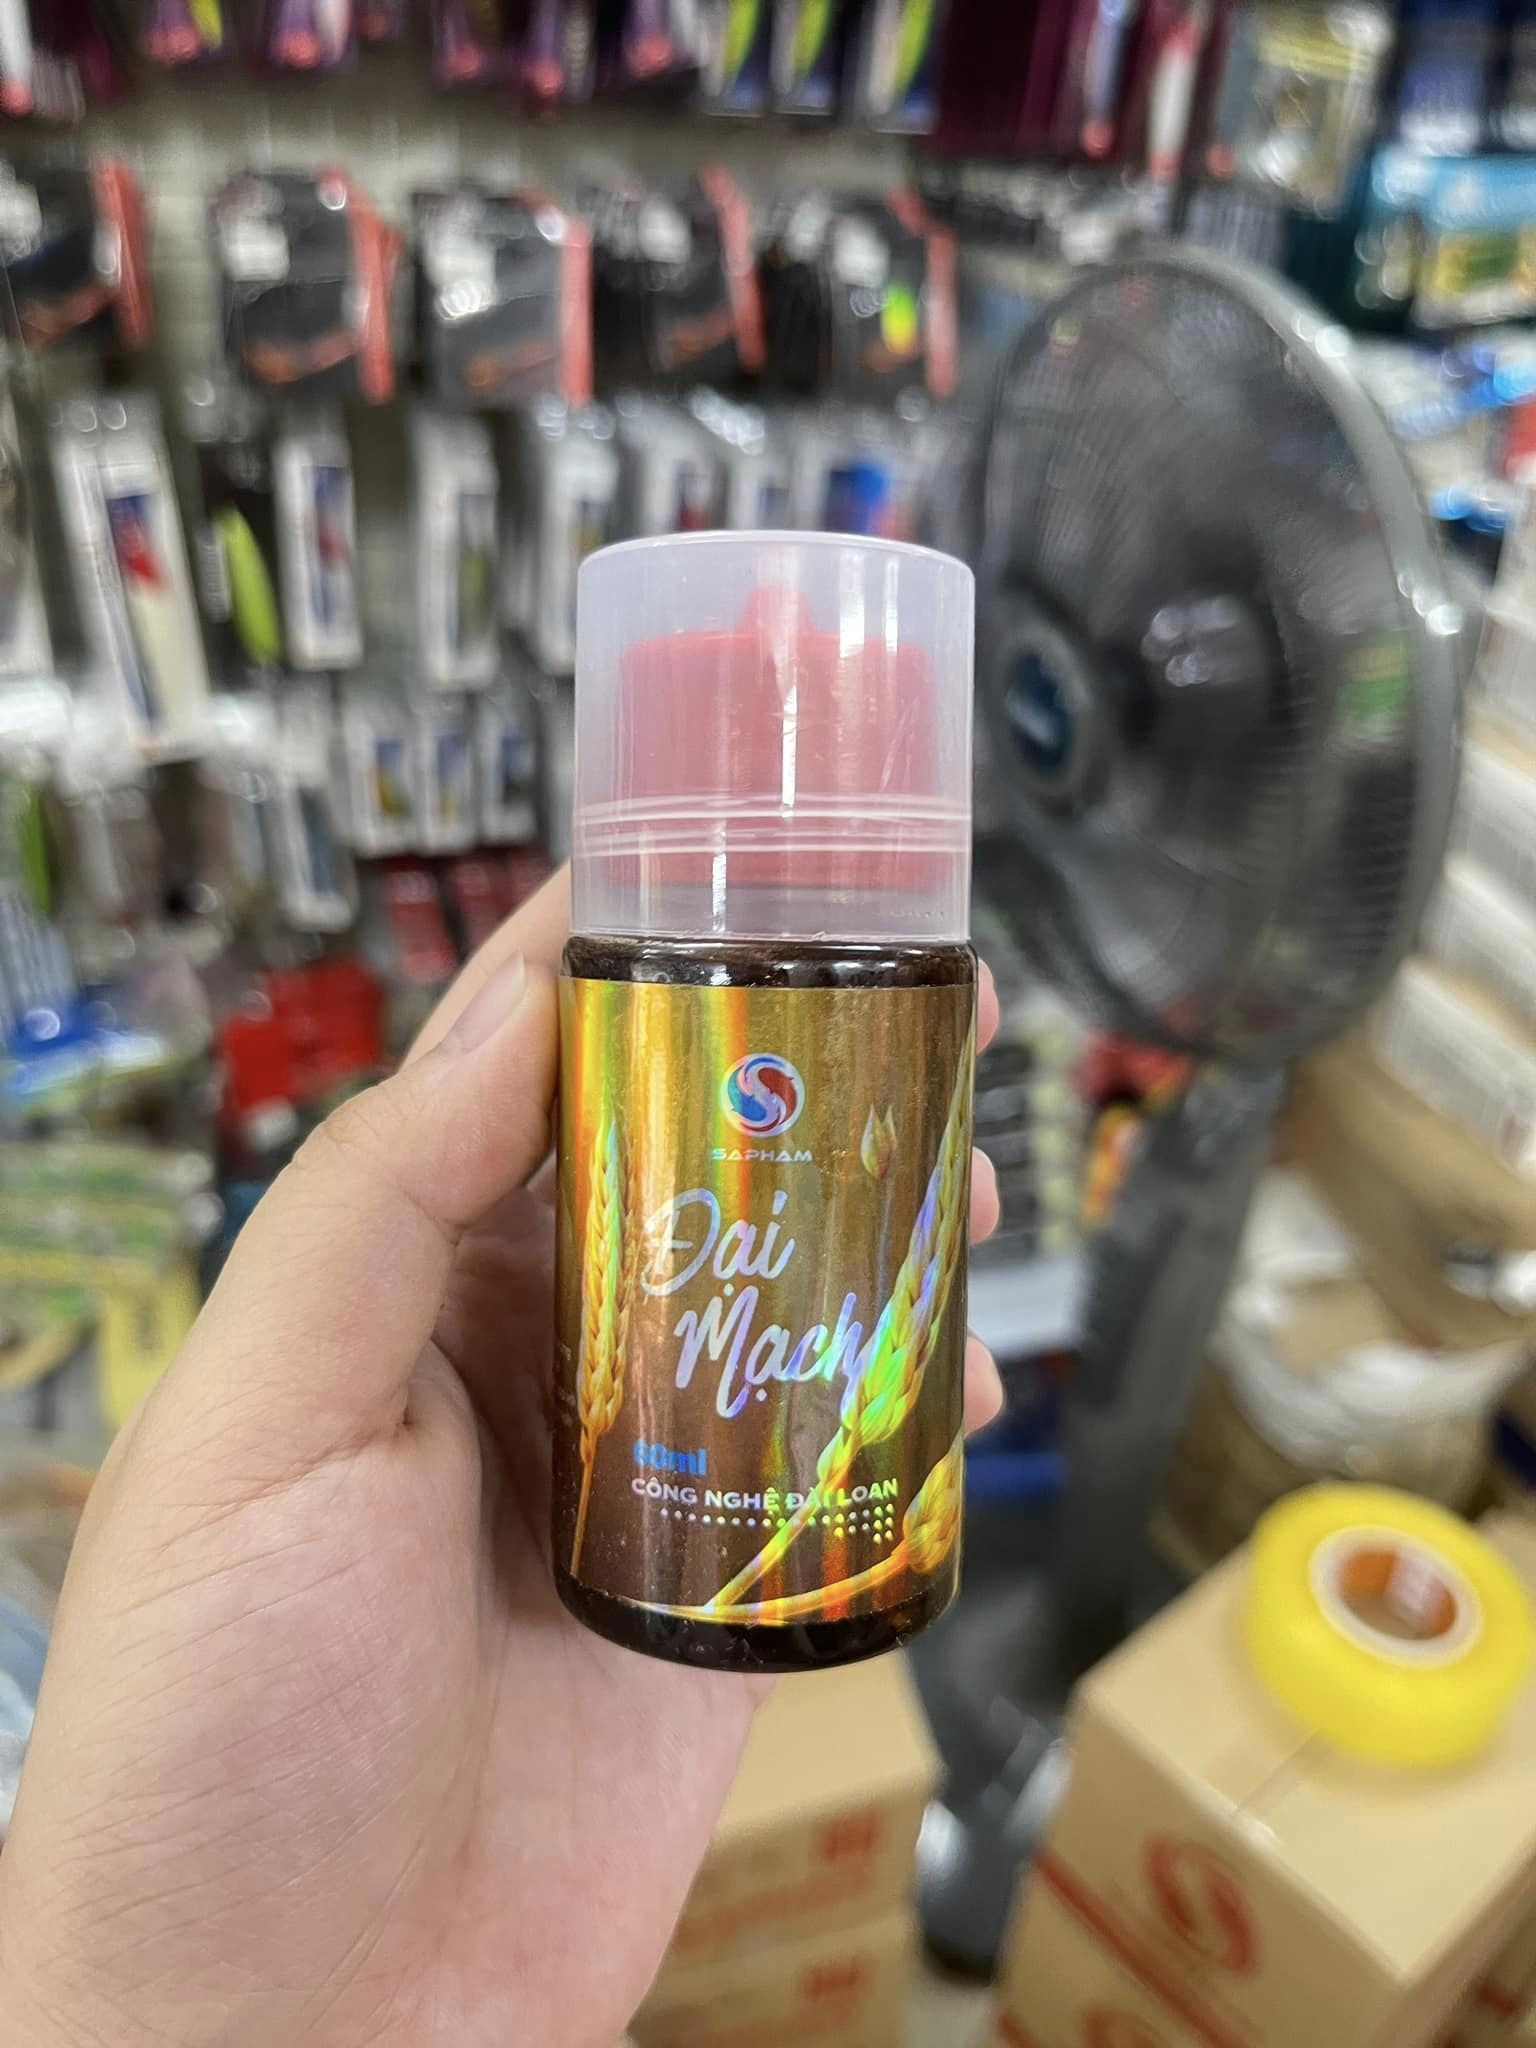 SAPHAM
Đại
Mạch
60ml
CÔNG NGHỆ ĐÀI LOAN